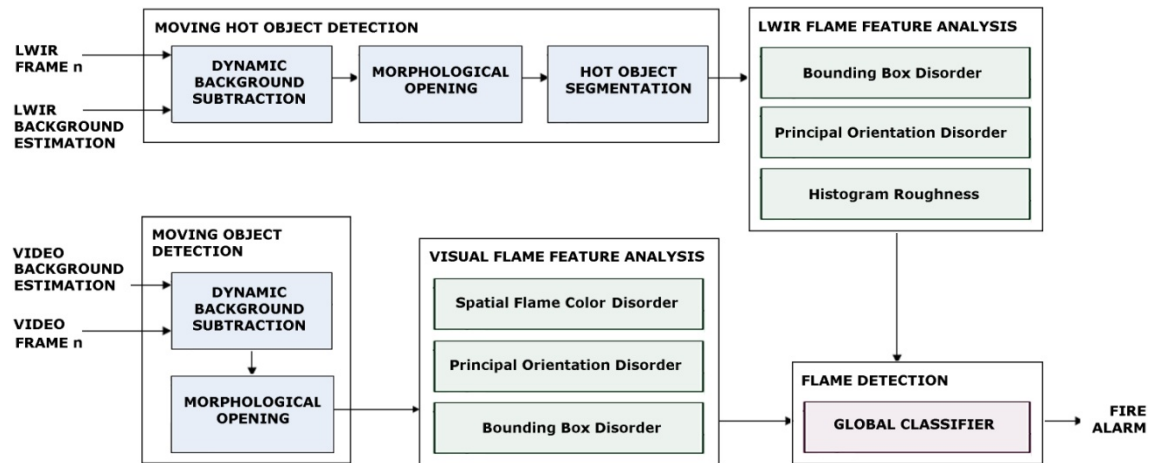 MOVING HOT OBJECT DETECTION
LWIR
FRAME n
LWIR
BACKGROUND
ESTIMATION
DYNAMIC
BACKGROUND
SUBTRACTION
MORPHOLOGICAL
OPENING
HOT OBJECT
SEGMENTATION
LWIR FLAME FEATURE ANALYSIS
Bounding Box Disorder
Principal Orientation Disorder
Histogram Roughness
MOVING OBJECT
DETECTION
VIDEO
BACKGROUND
ESTIMATION
VIDEO
FRAME n
DYNAMIC
BACKGROUND
SUBTRACTION
MORPHOLOGICAL
OPENING
VISUAL FLAME FEATURE ANALYSIS
Spatial Flame Color Disorder
Principal Orientation Disorder
Bounding Box Disorder
FLAME DETECTION
GLOBAL CLASSIFIER
FIRE
ALARM